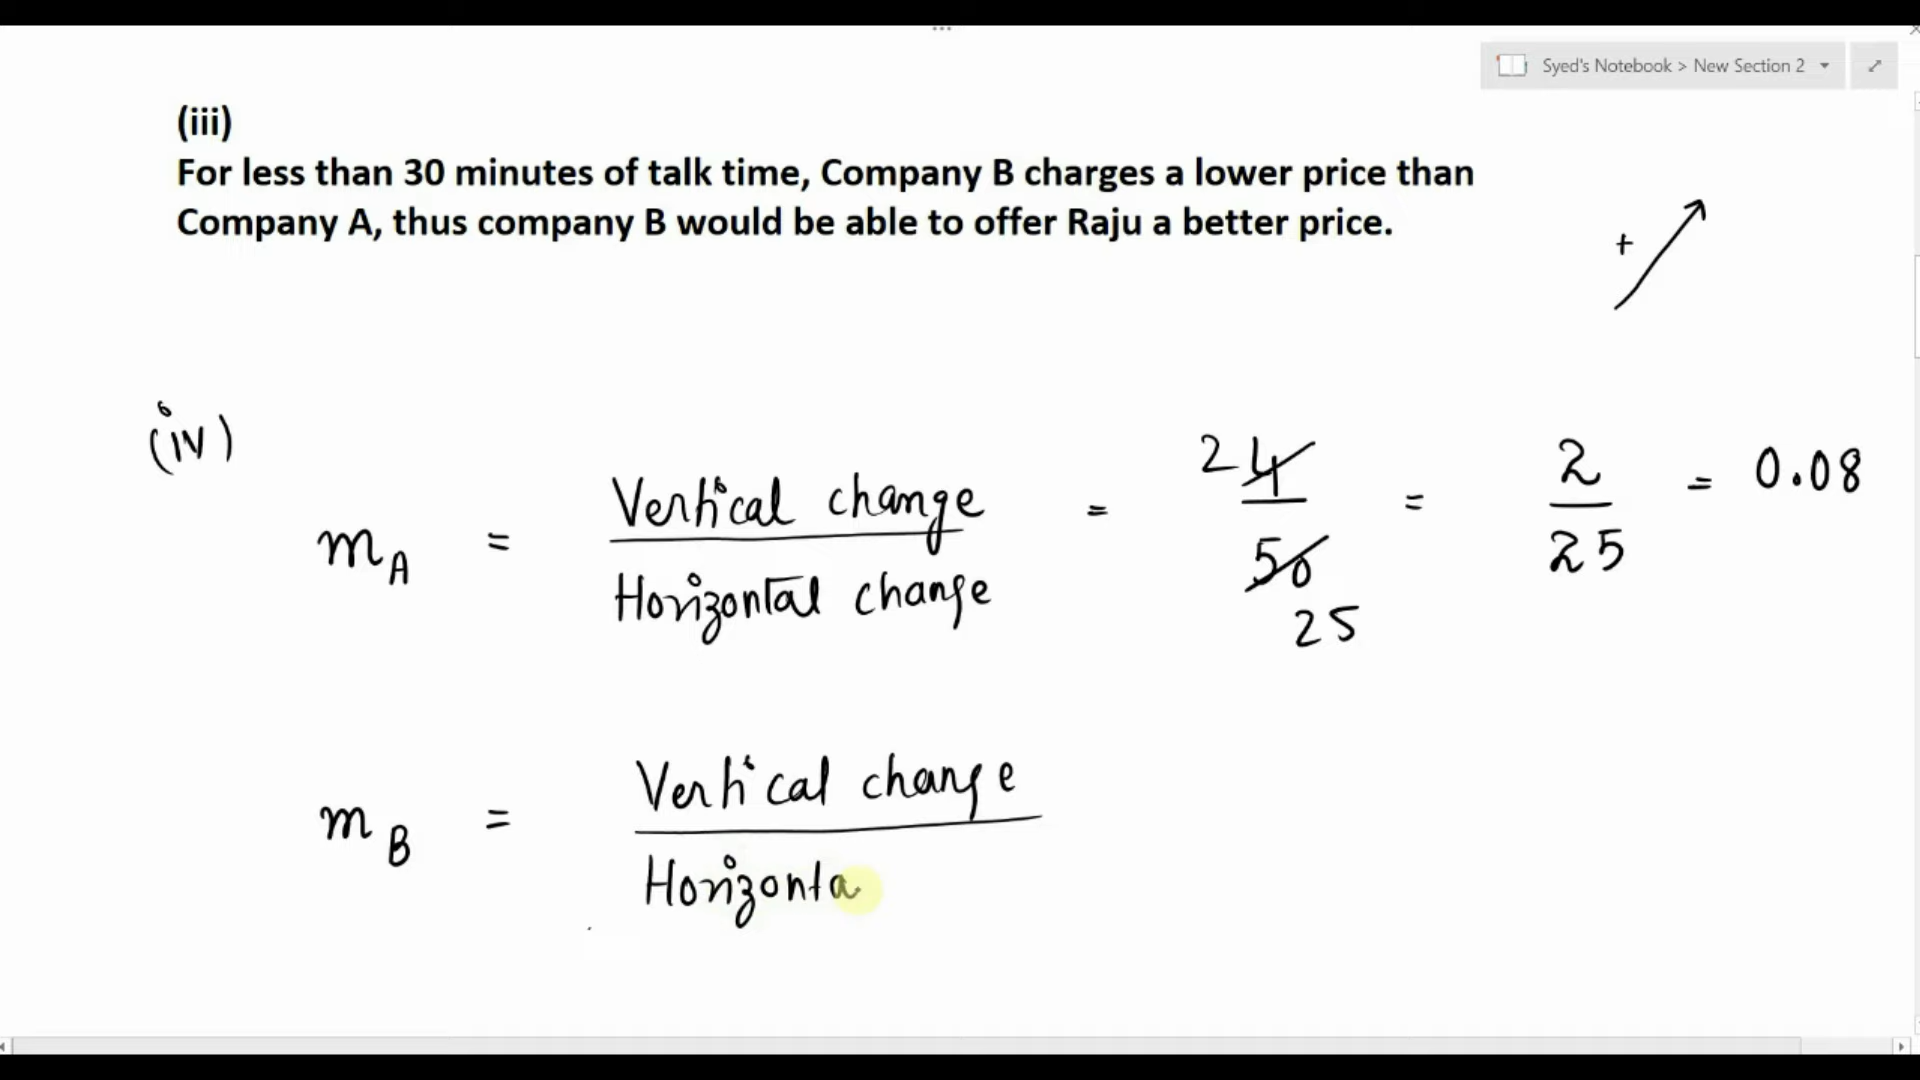 Syed's Notebook > New Section 2
(iii)
For less than 30 minutes of talk time, Company B charges a lower price than
Company A, thus company B would be able to offer Raju a better price.
+
(iv)
m_A = Vertical change / Horizontal change = 2 4 / 50 25 = 2 / 25 = 0.08
m_B = Vertical change / Horizonta